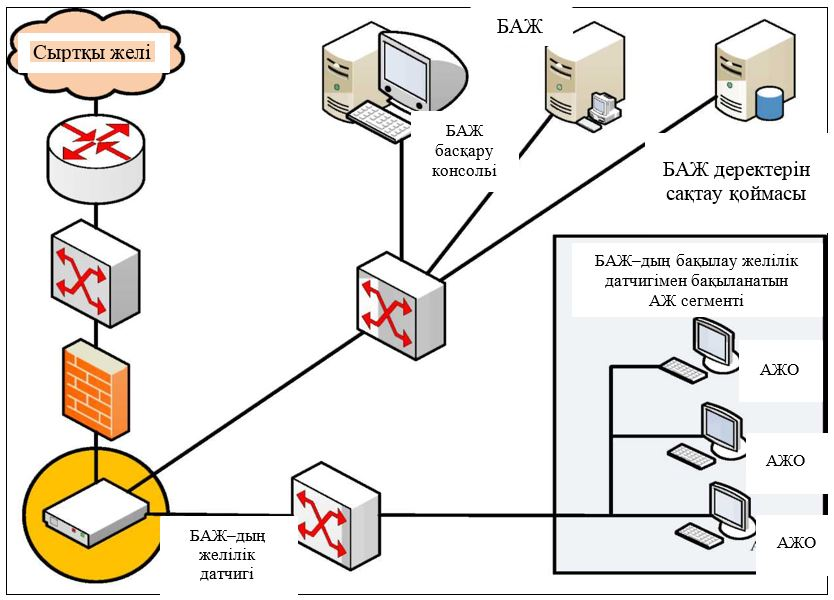 БАЖ
Сыртқы желі
БАЖ
басқару
консольі
БАЖ деректерін
сақтау қоймасы
БАЖ–дың бақылау желілік
датчигімен бақыланатын
АЖ сегменті
АЖО
АЖО
АЖО
БАЖ–дың
желілік
датчигі